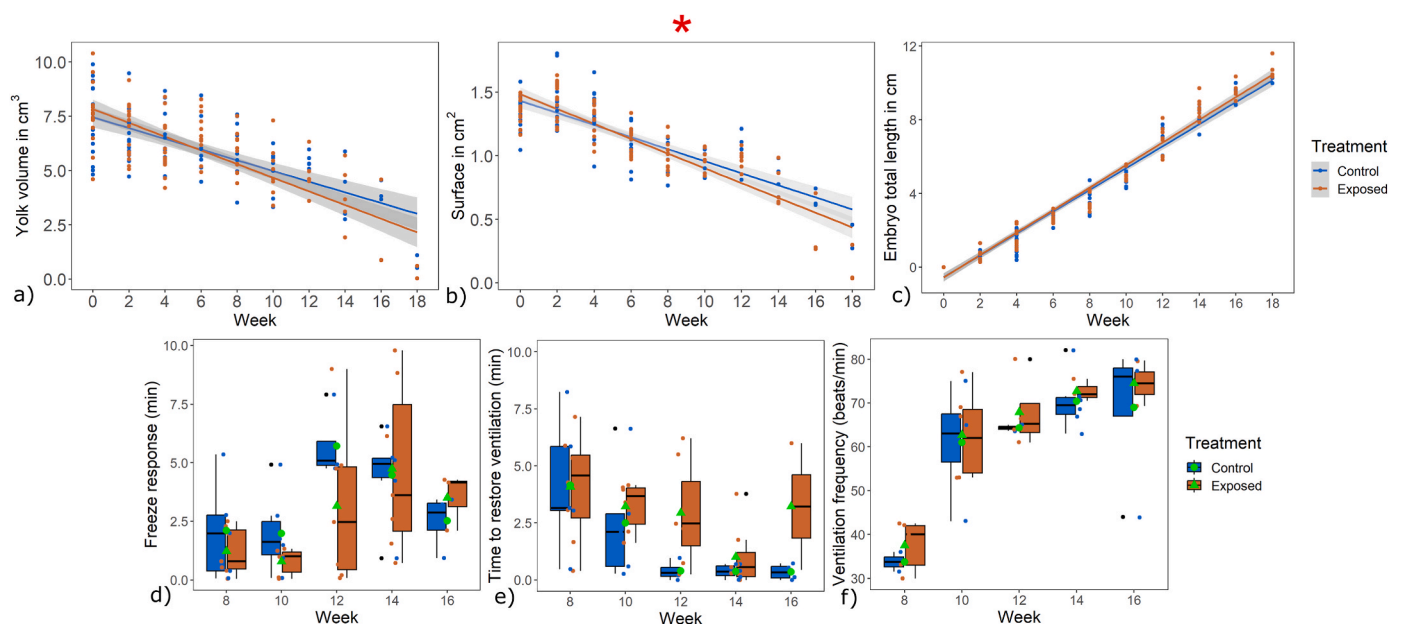 *
Yolk volume in cm3
10.0
7.5
5.0
2.5
0.0
0 2 4 6 8 10 12 14 16 18
Week
a)
Surface in cm2
1.5
1.0
0.5
0.0
0 2 4 6 8 10 12 14 16 18
Week
b)
Embryo total length in cm
12
8
4
0
0 2 4 6 8 10 12 14 16 18
Week
c)
Treatment
Control
Exposed
Freeze response (min)
10.0
7.5
5.0
2.5
0.0
8 10 12 14 16
Week
d)
Time to restore ventilation (min)
10.0
7.5
5.0
2.5
0.0
8 10 12 14 16
Week
e)
Ventilation frequency (beats/min)
80
70
60
50
40
30
8 10 12 14 16
Week
f)
Treatment
Control
Exposed